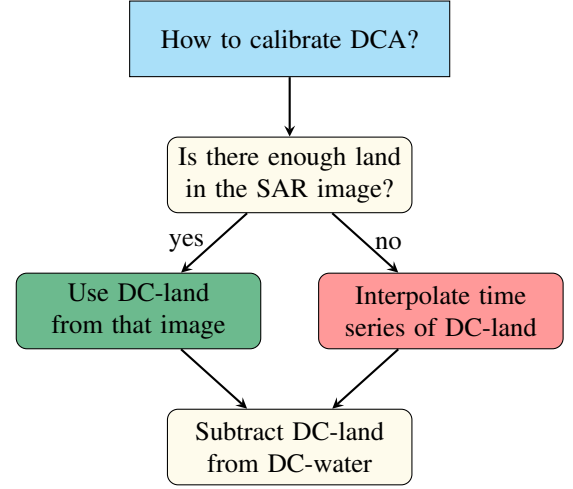 How to calibrate DCA?
Is there enough land
in the SAR image?
yes
no
Use DC-land
from that image
Interpolate time
series of DC-land
Subtract DC-land
from DC-water